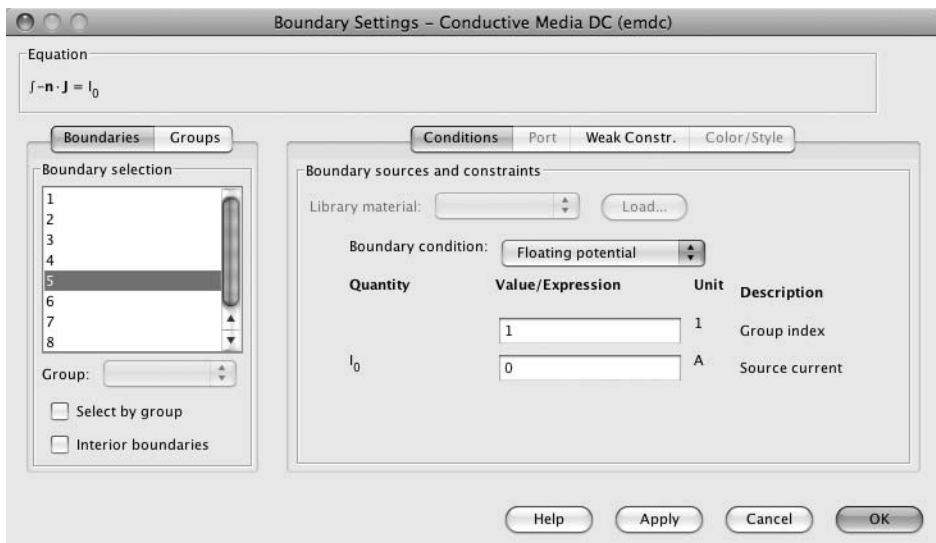 Boundary Settings – Conductive Media DC (emdc)
Equation
∫-n · J = I₀
Boundaries Groups
Boundary selection
1
2
3
4
5
6
7
8
Group:
Select by group
Interior boundaries
Conditions Port Weak Constr. Color/Style
Boundary sources and constraints
Library material: Load...
Boundary condition: Floating potential
Quantity Value/Expression Unit Description
1 1 Group index
I₀ 0 A Source current
Help Apply Cancel OK